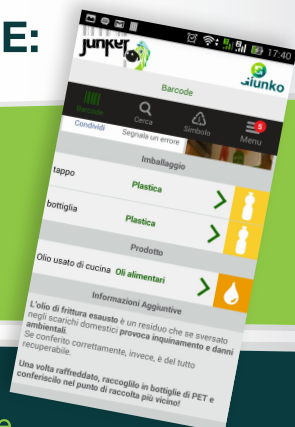 E:
17:40
junker
Giunko
Barcode
Barcode
Cerca
Simbolo
Menu
5
Condividi
Segnala un errore
Imballaggio
tappo
Plastica
bottiglia
Plastica
Prodotto
Olio usato di cucina Oli alimentari
Informazioni Aggiuntive
L'olio di frittura esausto è un residuo che se sversato
negli scarichi domestici provoca inquinamento e danni
ambientali.
Se conferito correttamente, invece, è del tutto
recuperabile.
Una volta raffreddato, raccoglilo in bottiglie di PET e
conferiscilo nel punto di raccolta più vicino!